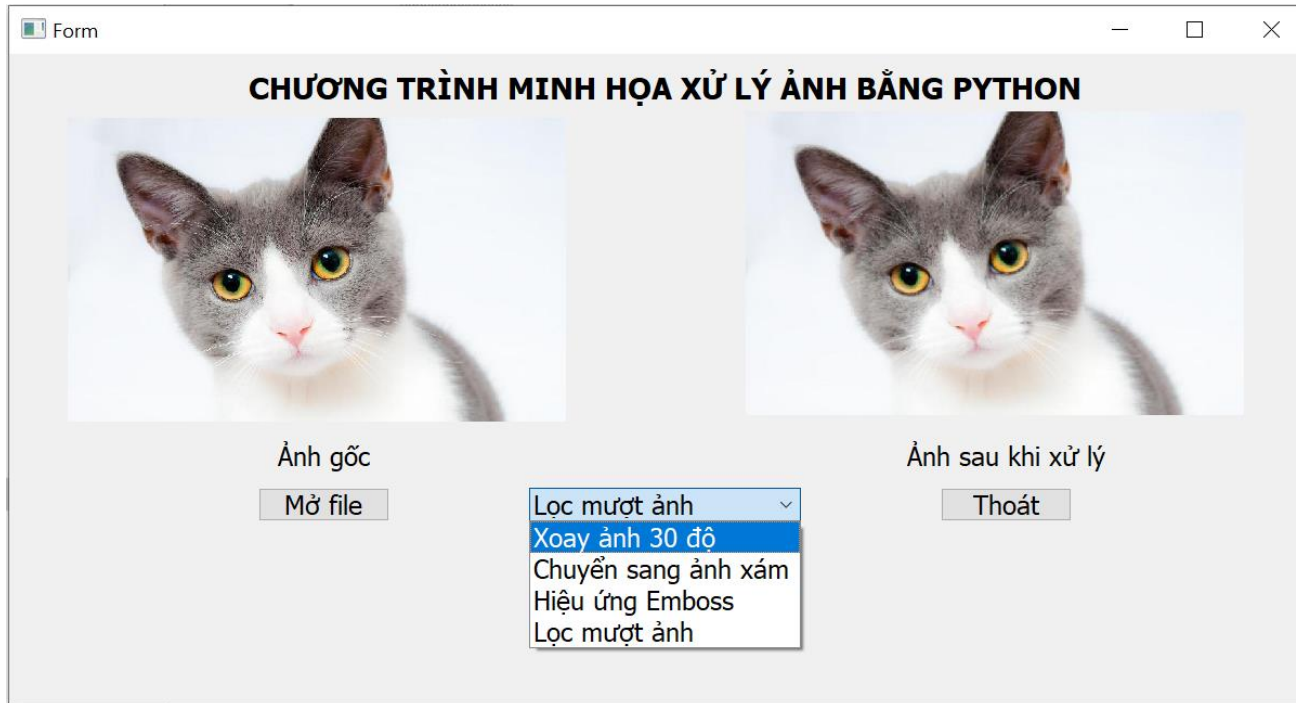 Form
CHƯƠNG TRÌNH MINH HỌA XỬ LÝ ẢNH BẰNG PYTHON
Ảnh gốc
Ảnh sau khi xử lý
Mở file
Lọc mượt ảnh
Thoát
Xoay ảnh 30 độ
Chuyển sang ảnh xám
Hiệu ứng Emboss
Lọc mượt ảnh